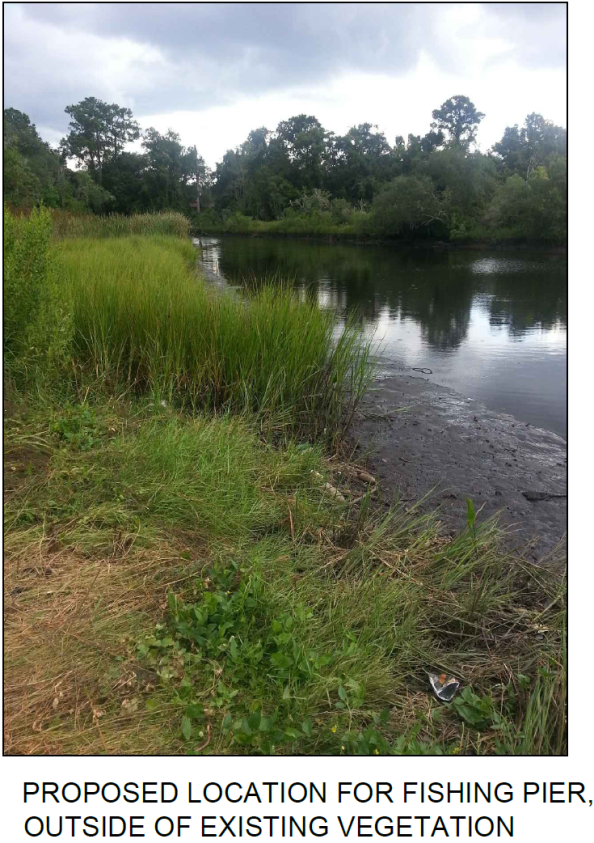 PROPOSED LOCATION FOR FISHING PIER,
OUTSIDE OF EXISTING VEGETATION